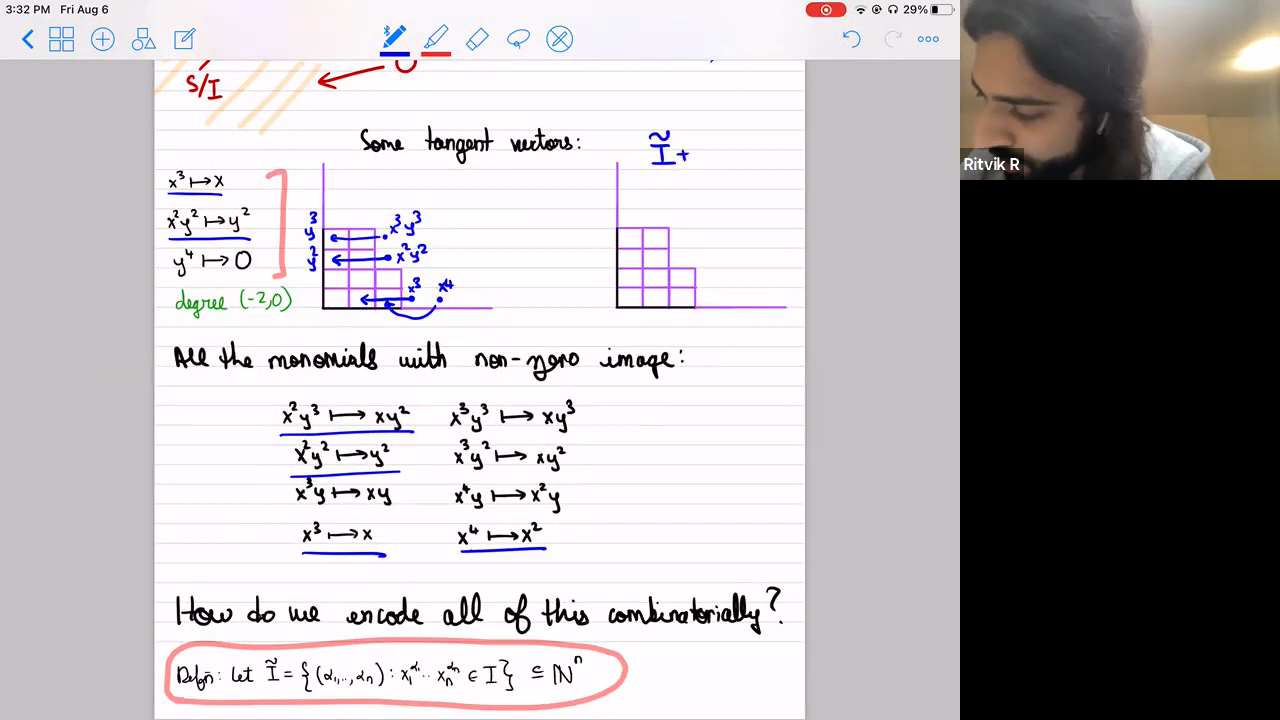 3:32 PM Fri Aug 6
29%
S/I
Some tangent vectors:
Ĩ +
x³ ↦ x
x²y² ↦ y²
y⁴ ↦ 0
degree (-2,0)
y³
x³y³
y²
x²y²
x³
x⁴
All the monomials with non-zero image:
x²y³ ↦ xy²
x³y³ ↦ xy³
x²y² ↦ y²
x³y² ↦ xy²
x³y ↦ xy
x⁴y ↦ x²y
x³ ↦ x
x⁴ ↦ x²
How do we encode all of this combinatorially?
Defn: Let Ĩ = {(α₁,..,αₙ) : x₁^α₁ ... xₙ^αₙ ∈ I} ⊆ ℕⁿ
Ritvik R